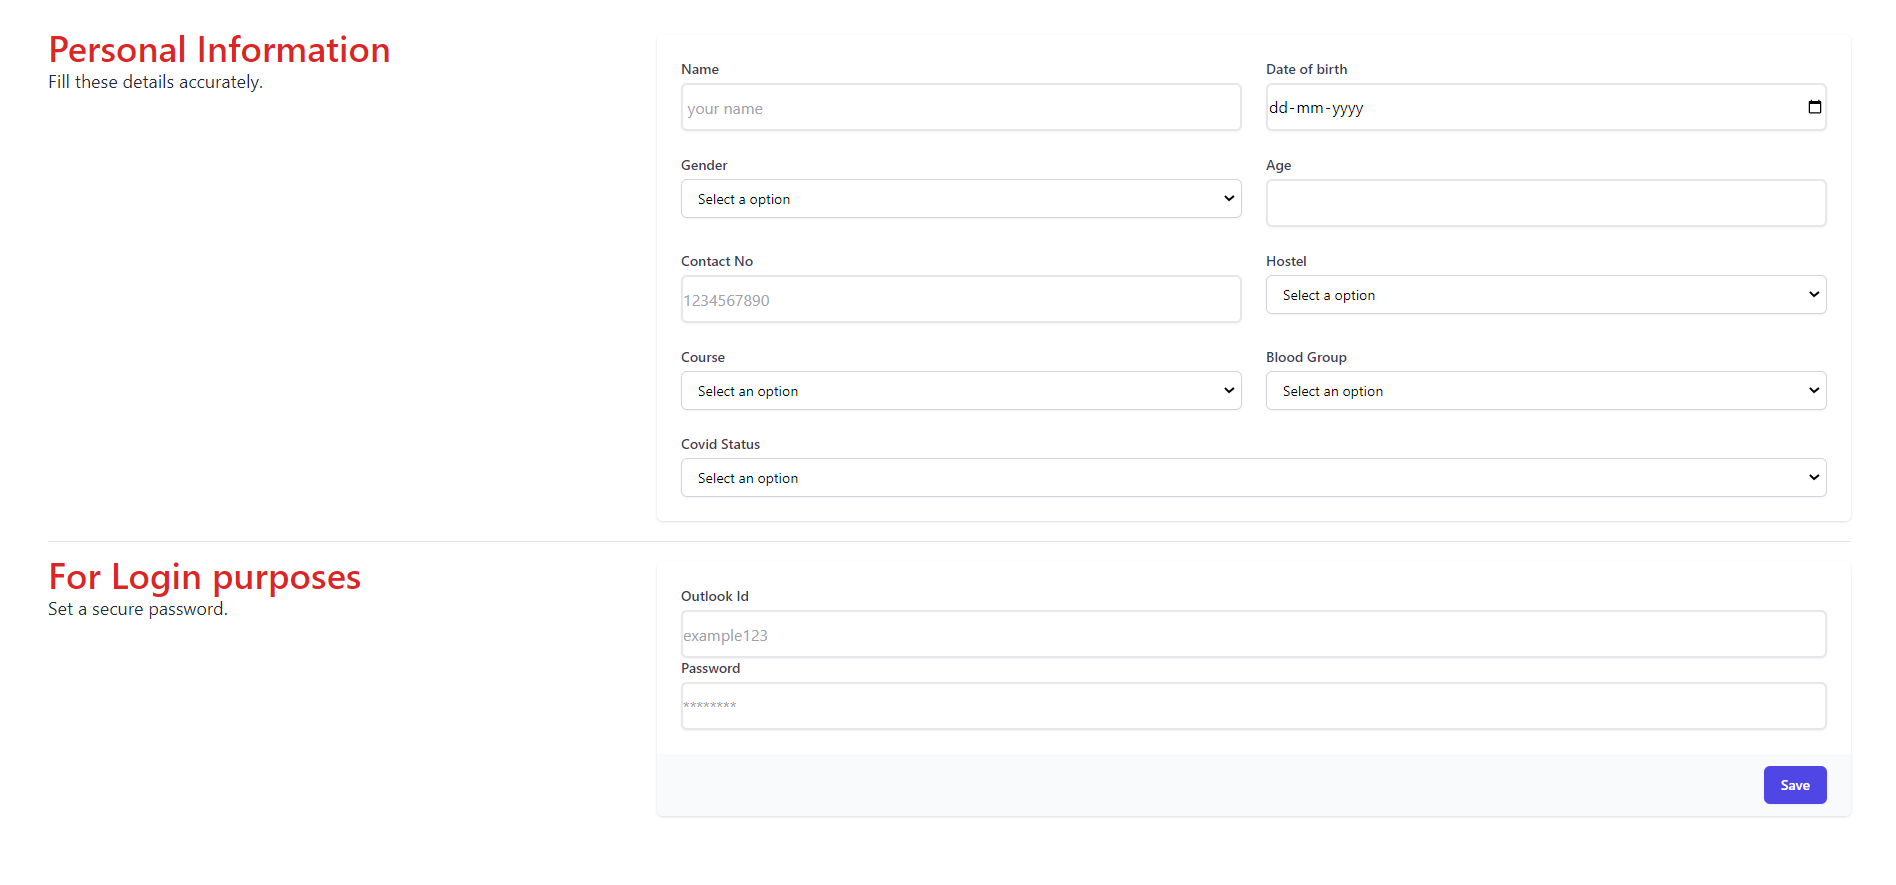 Personal Information
Fill these details accurately.
Name
Date of birth
your name
dd-mm-yyyy
Gender
Age
Select a option
Contact No
Hostel
1234567890
Select a option
Course
Blood Group
Select an option
Select an option
Covid Status
Select an option
For Login purposes
Set a secure password.
Outlook Id
example123
Password
********
Save